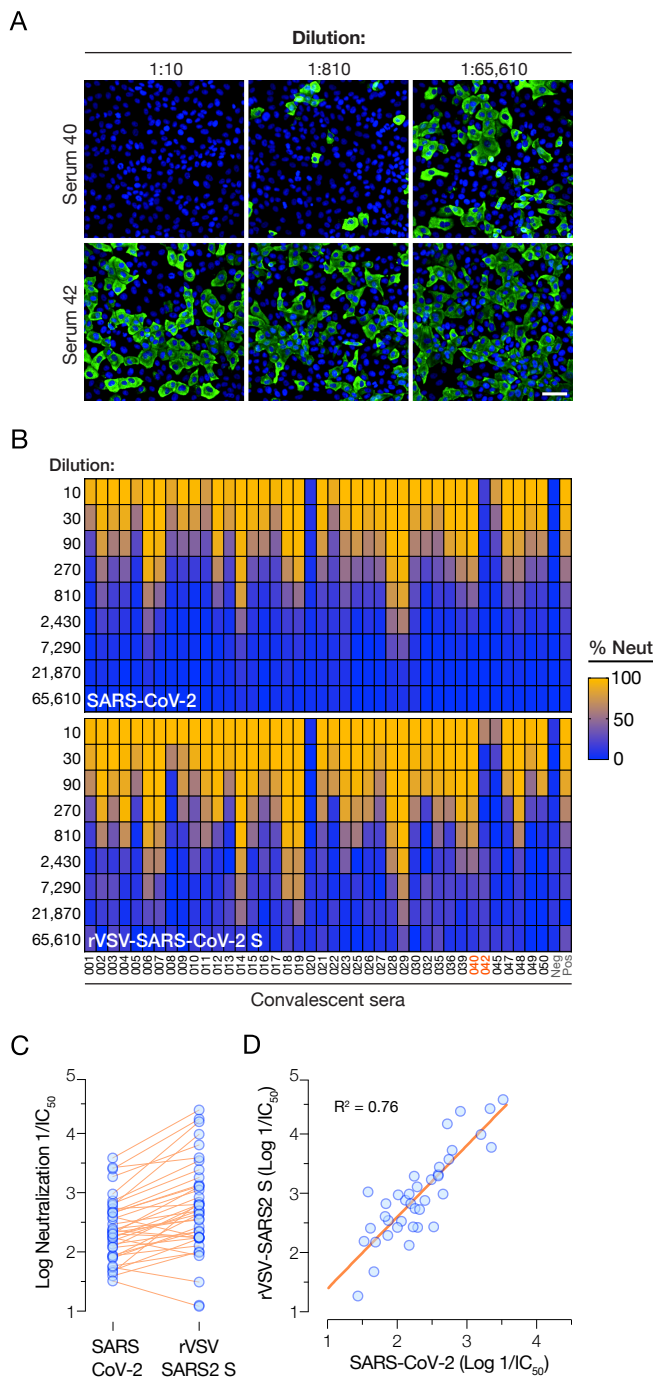 A
Dilution:
1:10 1:810 1:65,610
Serum 40
Serum 42
B
Dilution:
10
30
90
270
810
2,430
7,290
21,870
65,610
SARS-CoV-2
% Neut
100
50
0
10
30
90
270
810
2,430
7,290
21,870
65,610
rVSV-SARS-CoV-2 S
001 002 003 004 005 006 007 008 009 010 011 012 013 014 015 016 017 018 019 020 021 022 023 025 026 027 028 029 030 032 035 036 039 040 042 045 047 048 049 050 Neg Pos
Convalescent sera
C
Log Neutralization 1/IC50
5
4
3
2
1
SARS CoV-2
rVSV SARS2 S
D
rVSV-SARS2 S (Log 1/IC50)
5
4
3
2
1
R² = 0.76
1 2 3 4
SARS-CoV-2 (Log 1/IC50)